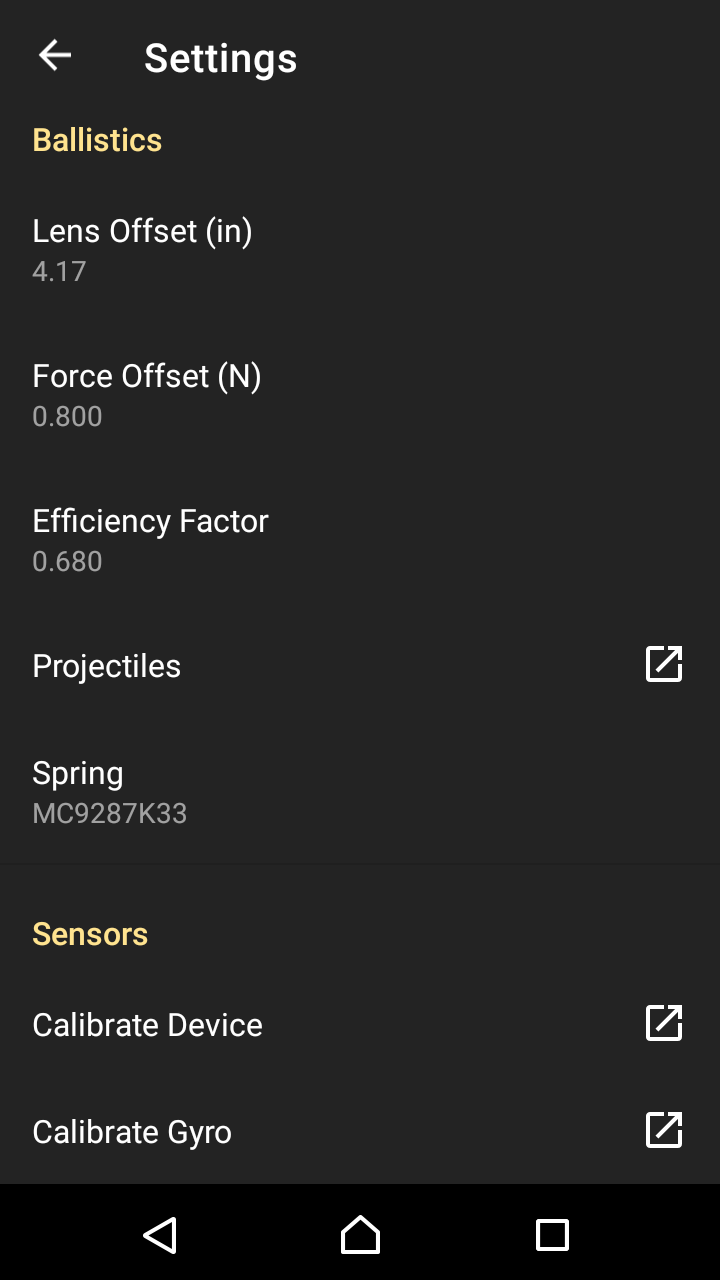 Settings
Ballistics
Lens Offset (in)
4.17
Force Offset (N)
0.800
Efficiency Factor
0.680
Projectiles
Spring
MC9287K33
Sensors
Calibrate Device
Calibrate Gyro